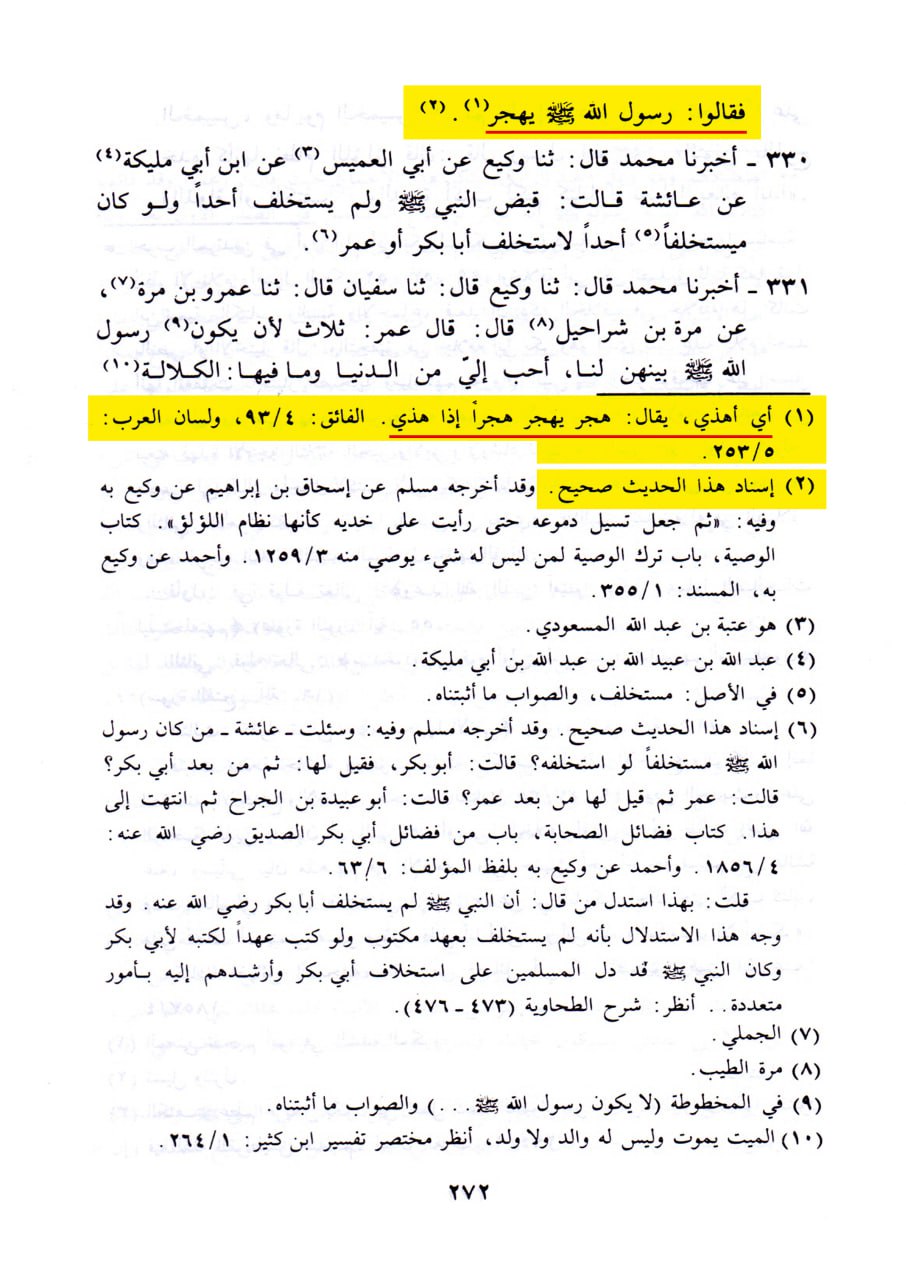 فقالوا: رسول الله ﷺ يهجر(١). (٢)
٣٣٠ ـ أخبرنا محمد قال: ثنا وكيع عن أبي العميس(٣) عن ابن أبي مليكة(٤)
عن عائشة قالت: قبض النبي ﷺ ولم يستخلف أحداً ولو كان
ميستخلفاً(٥) أحداً لاستخلف أبا بكر أو عمر(٦).
٣٣١ ـ أخبرنا محمد قال: ثنا وكيع قال: ثنا سفيان قال: ثنا عمرو بن مرة(٧)،
عن مرة بن شراحيل(٨) قال: قال عمر: ثلاث لأن يكون(٩) رسول
الله ﷺ بينهن لنا، أحب إلي من الدنيا وما فيها: الكلالة(١٠)
(١) أي أهذي، يقال: هجر يهجر هجراً إذا هذي. الفائق: ٩٣/٤، ولسان العرب:
٢٥٣/٥.
(٢) إسناد هذا الحديث صحيح. وقد أخرجه مسلم عن إسحاق بن إبراهيم عن وكيع به
وفيه: «ثم جعل تسيل دموعه حتى رأيت على خديه كأنها نظام اللؤلؤ». كتاب
الوصية، باب ترك الوصية لمن ليس له شيء يوصي منه ١٢٥٩/٣. وأحمد عن وكيع
به، المسند: ٣٥٥/١.
(٣) هو عتبة بن عبد الله المسعودي.
(٤) عبد الله بن عبيد الله بن عبد الله بن أبي مليكة.
(٥) في الأصل: مستخلف، والصواب ما أثبتناه.
(٦) إسناد هذا الحديث صحيح. وقد أخرجه مسلم وفيه: وسئلت ـ عائشة ـ من كان رسول
الله ﷺ مستخلفاً لو استخلفه؟ قالت: أبو بكر، فقيل لها: ثم من بعد أبي بكر؟
قالت: عمر ثم قيل لها من بعد عمر؟ قالت: أبو عبيدة بن الجراح ثم انتهت إلى
هذا. كتاب فضائل الصحابة، باب من فضائل أبي بكر الصديق رضي الله عنه:
١٨٥٦/٤. وأحمد عن وكيع به بلفظ المؤلف: ٦٣/٦.
قلت: بهذا استدل من قال: أن النبي ﷺ لم يستخلف أبا بكر رضي الله عنه. وقد
وجه هذا الاستدلال بأنه لم يستخلف بعهد مكتوب ولو كتب عهداً لكتبه لأبي بكر
وكان النبي ﷺ قد دل المسلمين على استخلاف أبي بكر وأرشدهم إليه بأمور
متعددة.. أنظر: شرح الطحاوية (٤٧٣ ـ ٤٧٦).
(٧) الجملي.
(٨) مرة الطيب.
(٩) في المخطوطة (لا يكون رسول الله ﷺ ...) والصواب ما أثبتناه.
(١٠) الميت يموت وليس له والد ولا ولد، أنظر مختصر تفسير ابن كثير: ٢٦٤/١.
٢٧٢